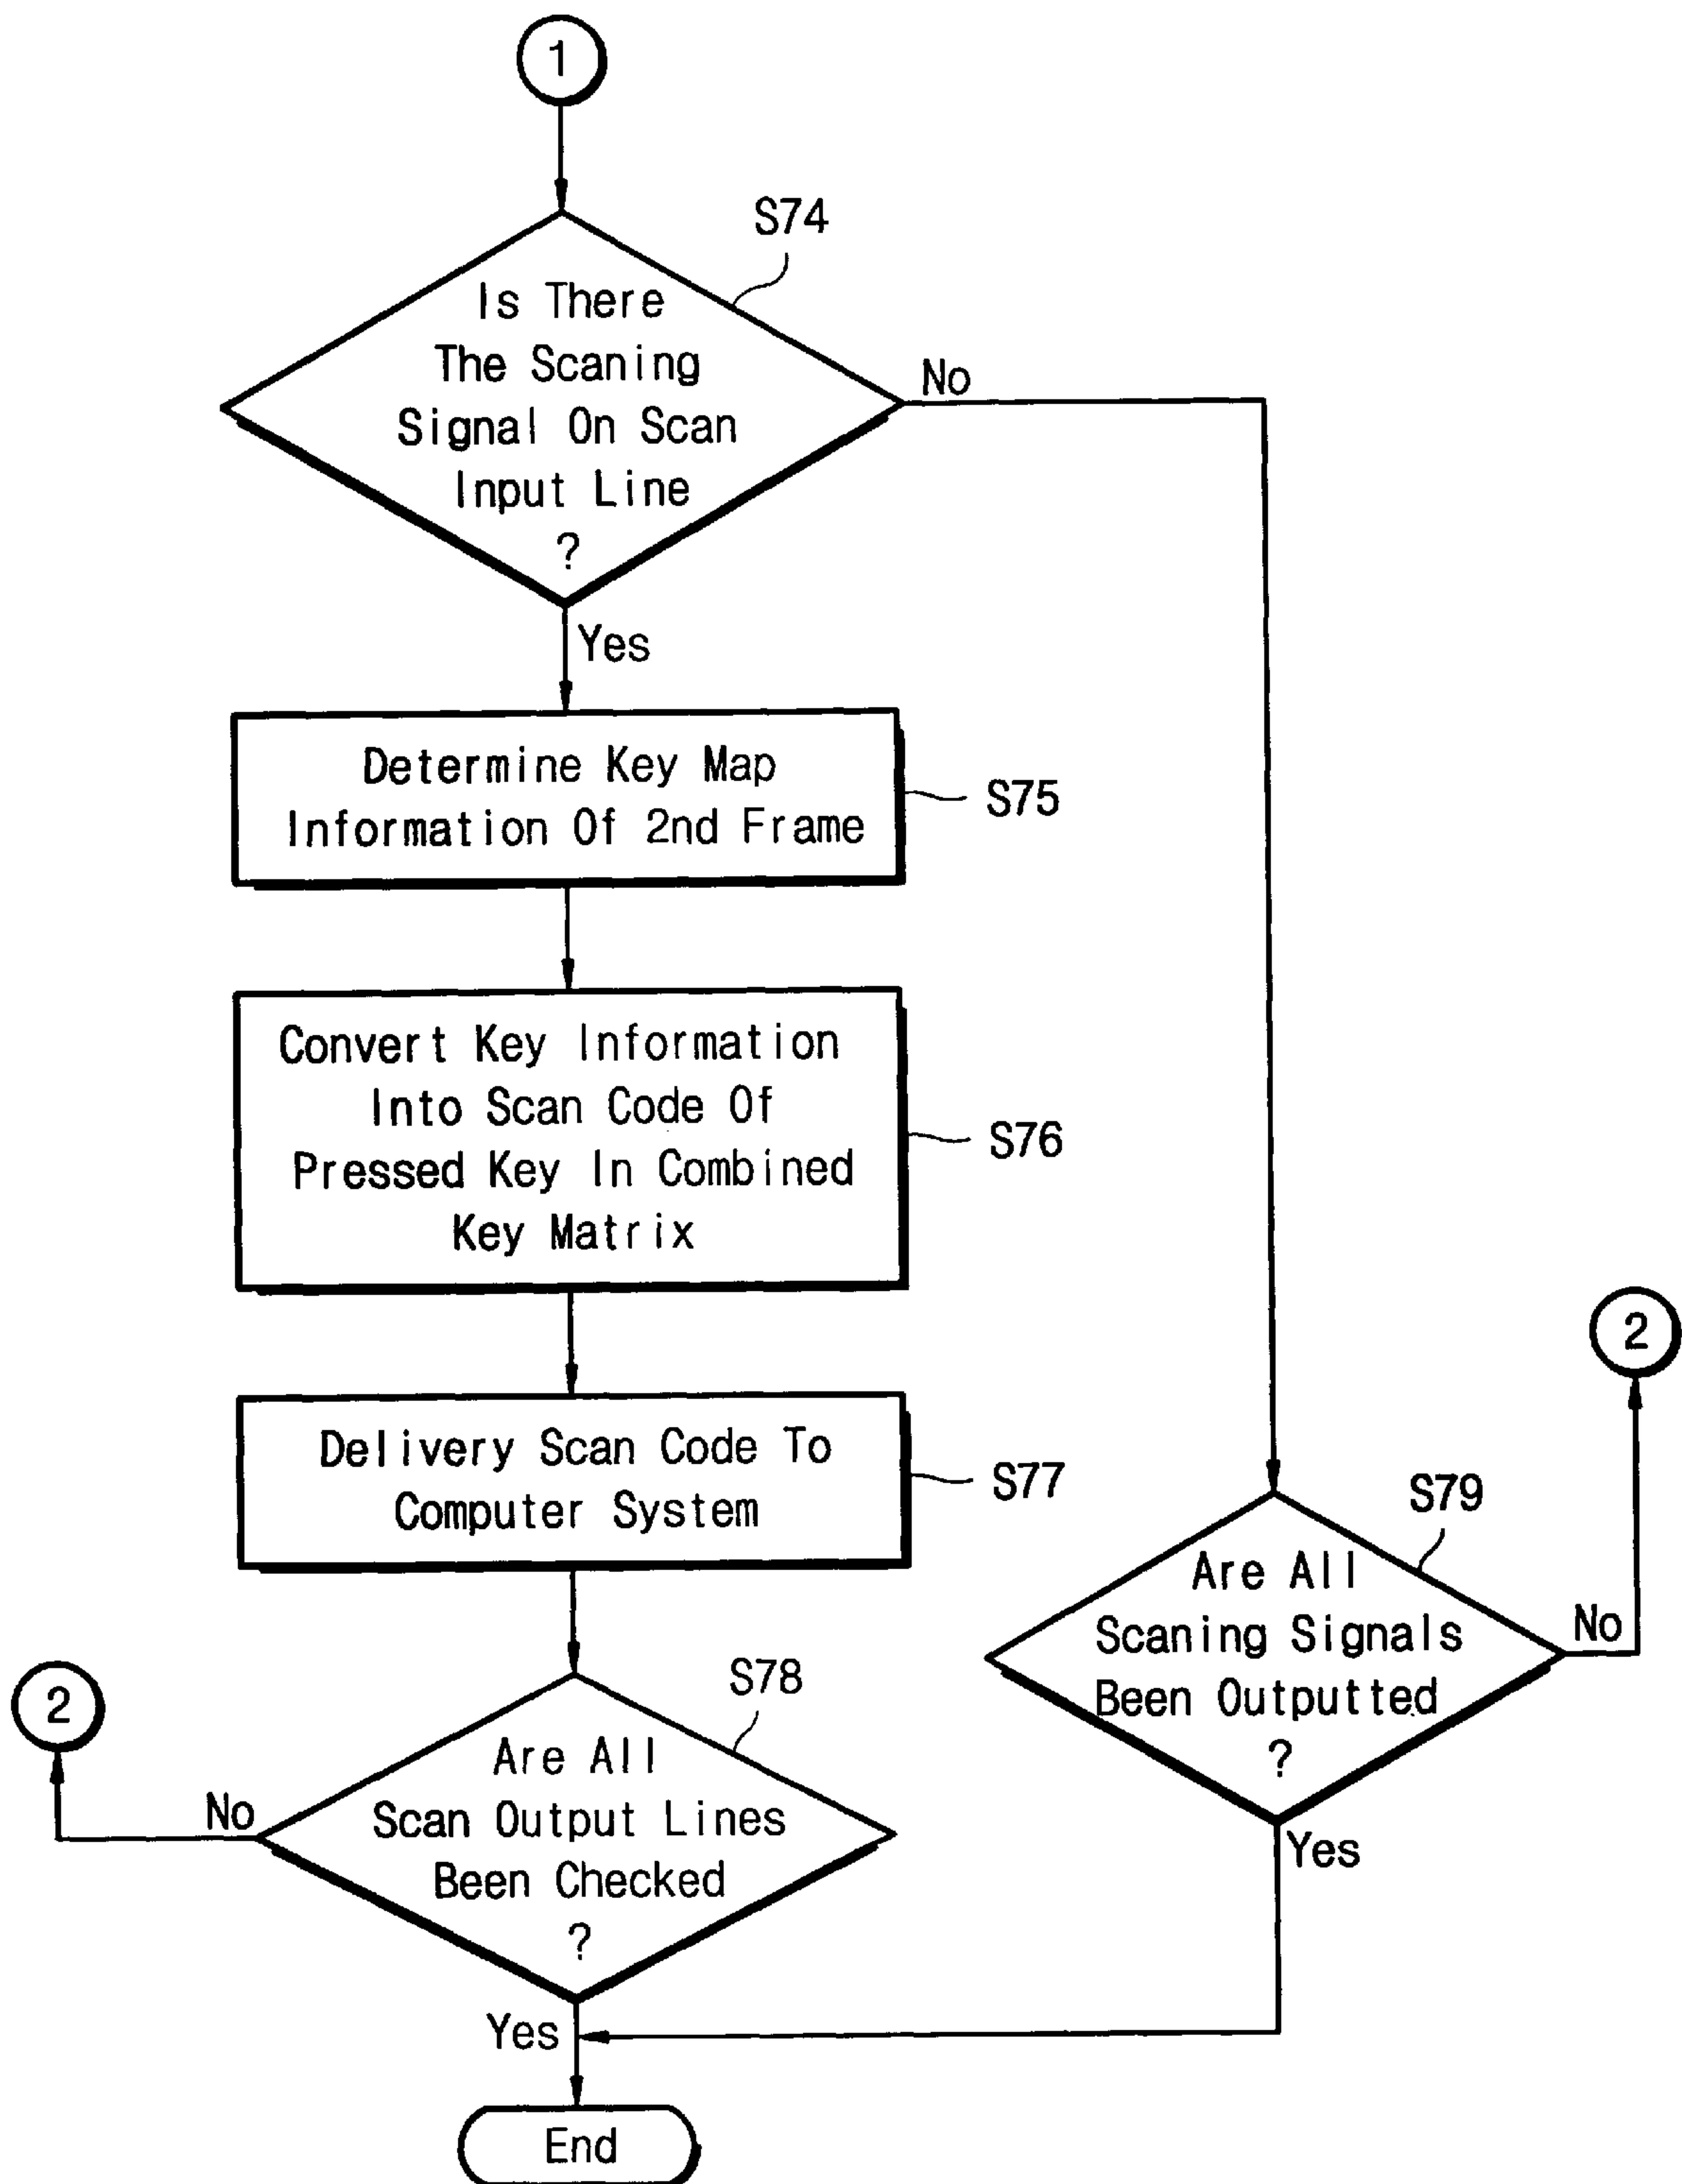 1
S74
Is There
The Scaning
Signal On Scan
Input Line
?
No
Yes
Determine Key Map
Information Of 2nd Frame
S75
Convert Key Information
Into Scan Code Of
Pressed Key In Combined
Key Matrix
S76
Delivery Scan Code To
Computer System
S77
S78
Are All
Scan Output Lines
Been Checked
?
No
2
Yes
S79
Are All
Scaning Signals
Been Outputted
?
No
2
Yes
End